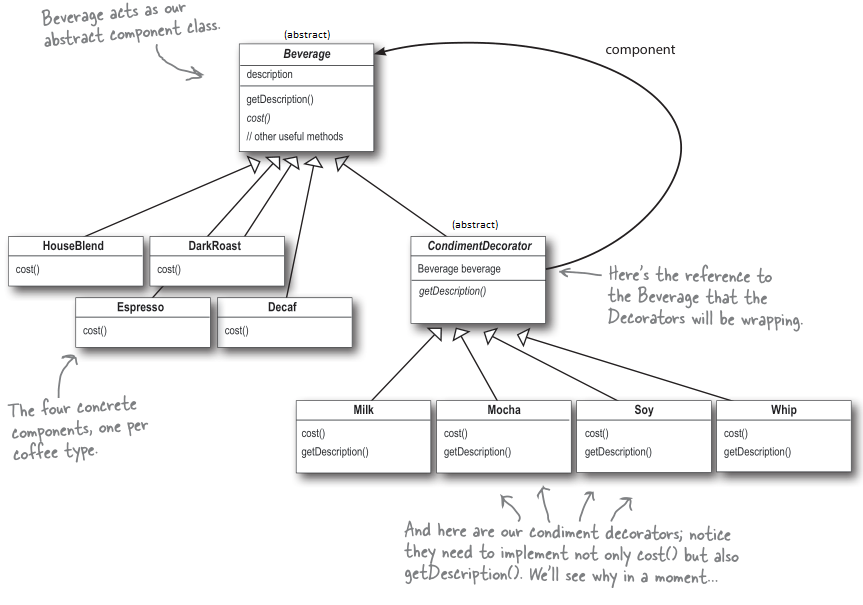 Beverage acts as our
abstract component class.
(abstract)
Beverage
description
getDescription()
cost()
// other useful methods
component
HouseBlend
cost()
DarkRoast
cost()
Espresso
cost()
Decaf
cost()
(abstract)
CondimentDecorator
Beverage beverage
getDescription()
Here's the reference to
the Beverage that the
Decorators will be wrapping.
The four concrete
components, one per
coffee type.
Milk
cost()
getDescription()
Mocha
cost()
getDescription()
Soy
cost()
getDescription()
Whip
cost()
getDescription()
And here are our condiment decorators; notice
they need to implement not only cost() but also
getDescription(). We'll see why in a moment...